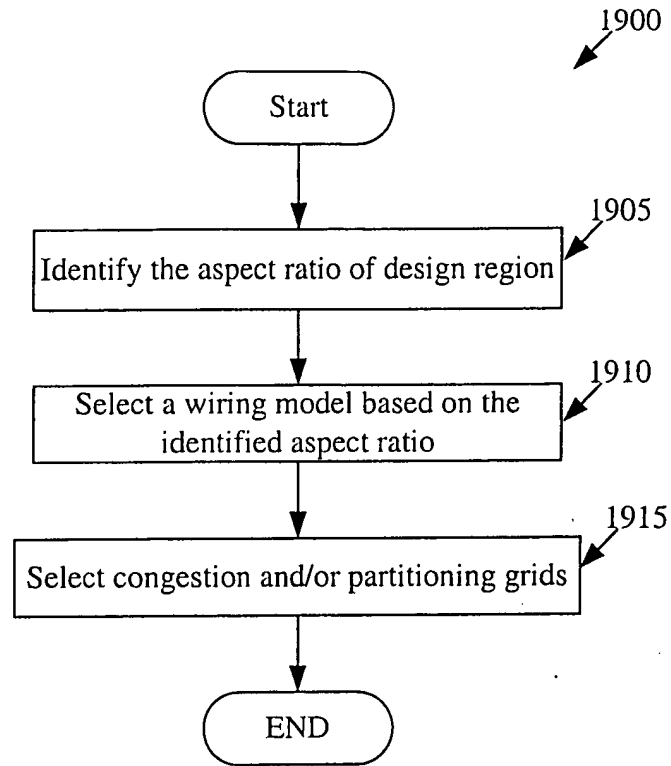 1900
Start
1905
Identify the aspect ratio of design region
1910
Select a wiring model based on the
identified aspect ratio
1915
Select congestion and/or partitioning grids
END